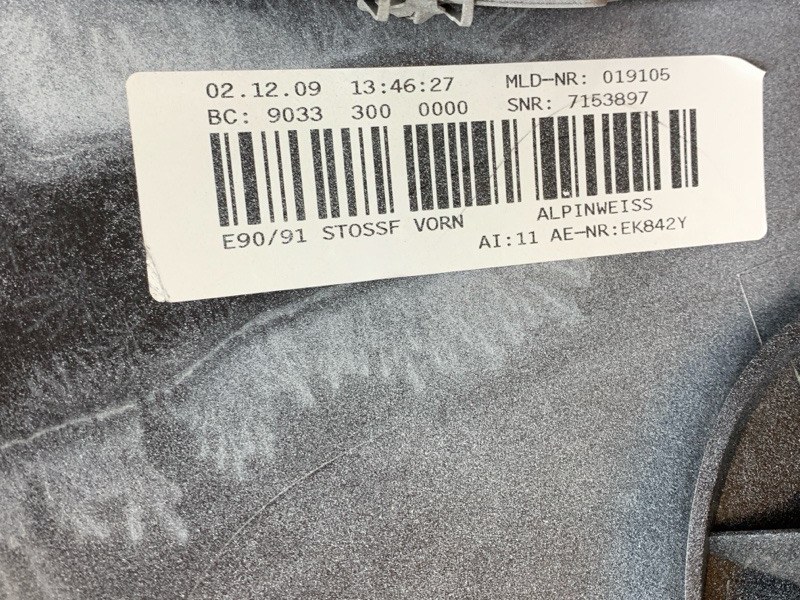 02.12.09 13:46:27 MLD-NR: 019105
BC: 9033 300 0000 SNR: 7153897
E90/91 STOSSF VORN ALPINWEISS
AI:11 AE-NR:EK842Y